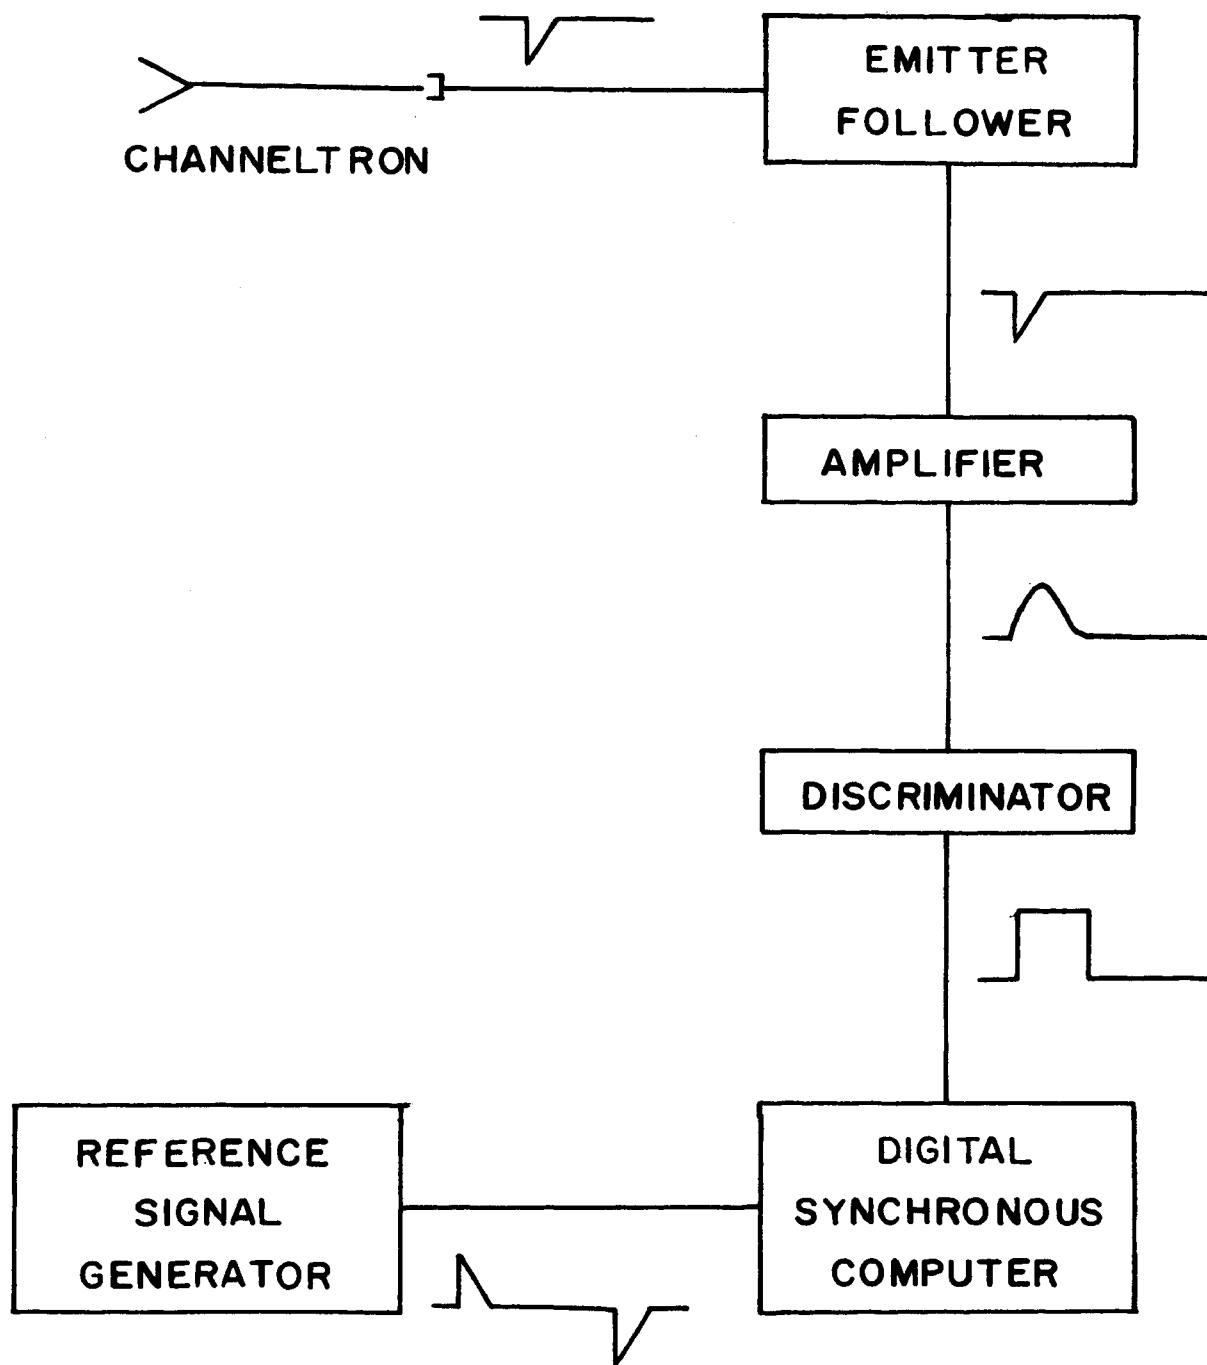 EMITTER
FOLLOWER
CHANNELTRON
AMPLIFIER
DISCRIMINATOR
REFERENCE
SIGNAL
GENERATOR
DIGITAL
SYNCHRONOUS
COMPUTER